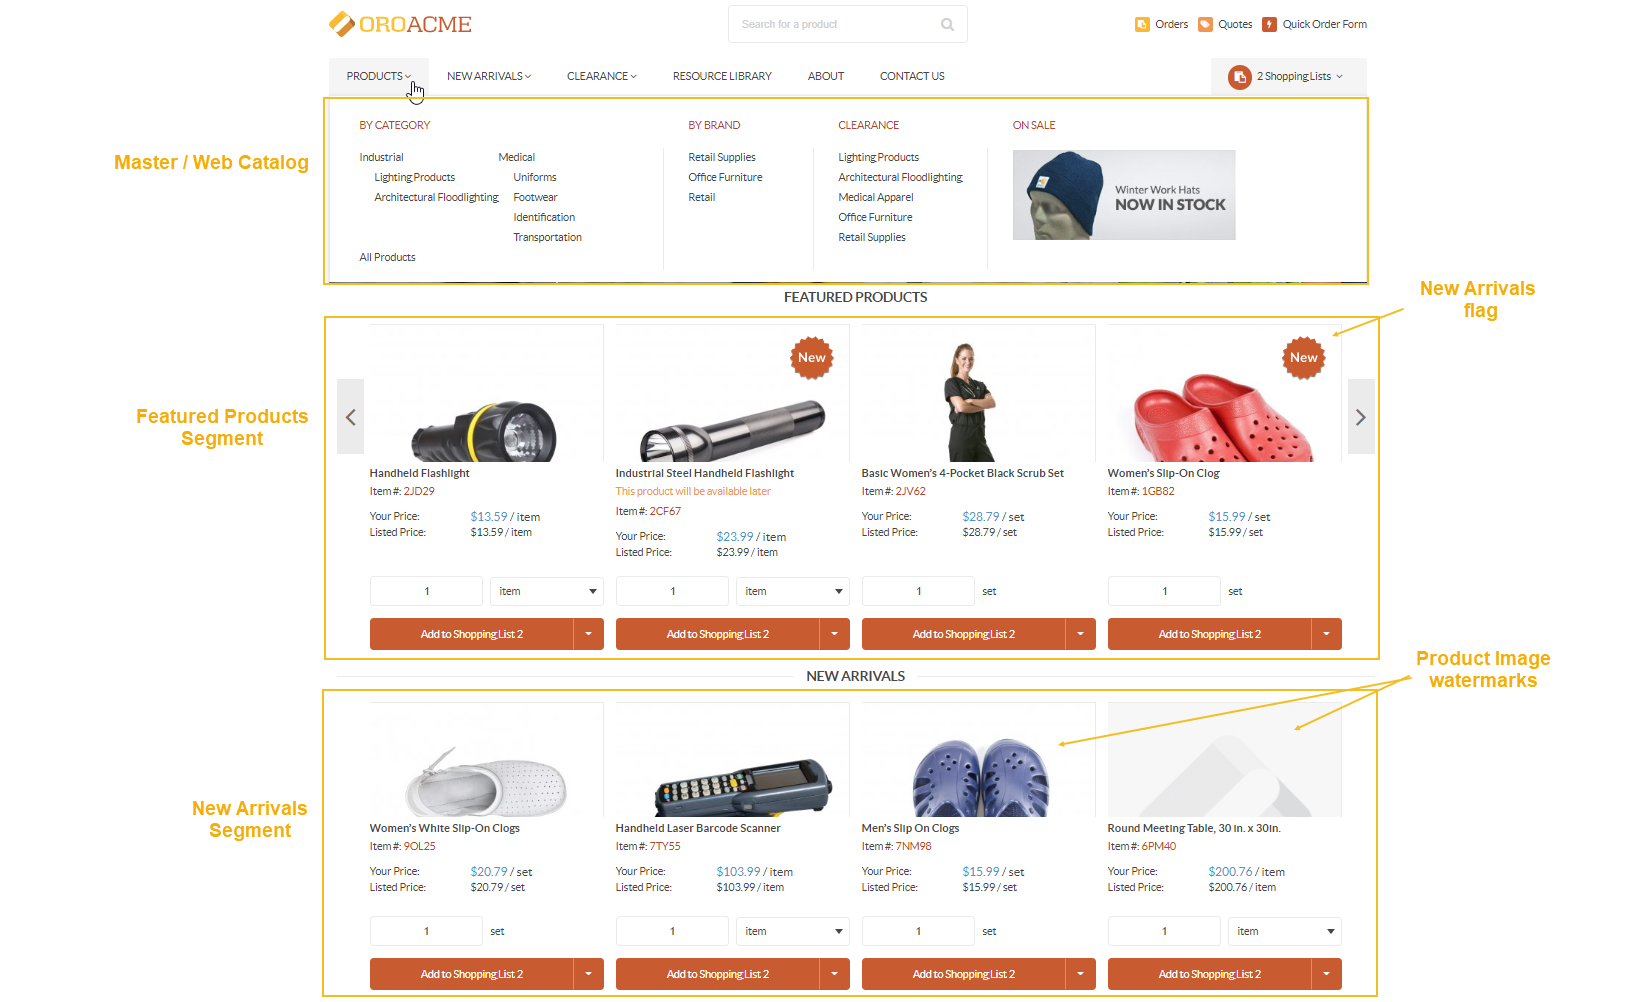 OROACME
Search for a product
Orders
Quotes
Quick Order Form
PRODUCTS
NEW ARRIVALS
CLEARANCE
RESOURCE LIBRARY
ABOUT
CONTACT US
2 Shopping Lists
Master / Web Catalog
BY CATEGORY
Industrial
Lighting Products
Architectural Floodlighting
All Products
Medical
Uniforms
Footwear
Identification
Transportation
BY BRAND
Retail Supplies
Office Furniture
Retail
CLEARANCE
Lighting Products
Architectural Floodlighting
Medical Apparel
Office Furniture
Retail Supplies
ON SALE
Winter Work Hats
NOW IN STOCK
New Arrivals
flag
FEATURED PRODUCTS
Featured Products
Segment
Handheld Flashlight
Item #: 2JD29
Your Price: $13.59 / item
Listed Price: $13.59 / item
1 item
Add to Shopping List 2
New
Industrial Steel Handheld Flashlight
This product will be available later
Item #: 2CF67
Your Price: $23.99 / item
Listed Price: $23.99 / item
1 item
Add to Shopping List 2
Basic Women's 4-Pocket Black Scrub Set
Item #: 2JV62
Your Price: $28.79 / set
Listed Price: $28.79 / set
1 set
Add to Shopping List 2
New
Women's Slip-On Clog
Item #: 1GB82
Your Price: $15.99 / set
Listed Price: $15.99 / set
1 set
Add to Shopping List 2
Product Image
watermarks
NEW ARRIVALS
New Arrivals
Segment
Women's White Slip-On Clogs
Item #: 9OL25
Your Price: $20.79 / set
Listed Price: $20.79 / set
1 set
Add to Shopping List 2
Handheld Laser Barcode Scanner
Item #: 7TY55
Your Price: $103.99 / item
Listed Price: $103.99 / item
1 item
Add to Shopping List 2
Men's Slip On Clogs
Item #: 7NM98
Your Price: $15.99 / set
Listed Price: $15.99 / set
1 set
Add to Shopping List 2
Round Meeting Table, 30 in. x 30in.
Item #: 6PM40
Your Price: $200.76 / item
Listed Price: $200.76 / item
1 item
Add to Shopping List 2